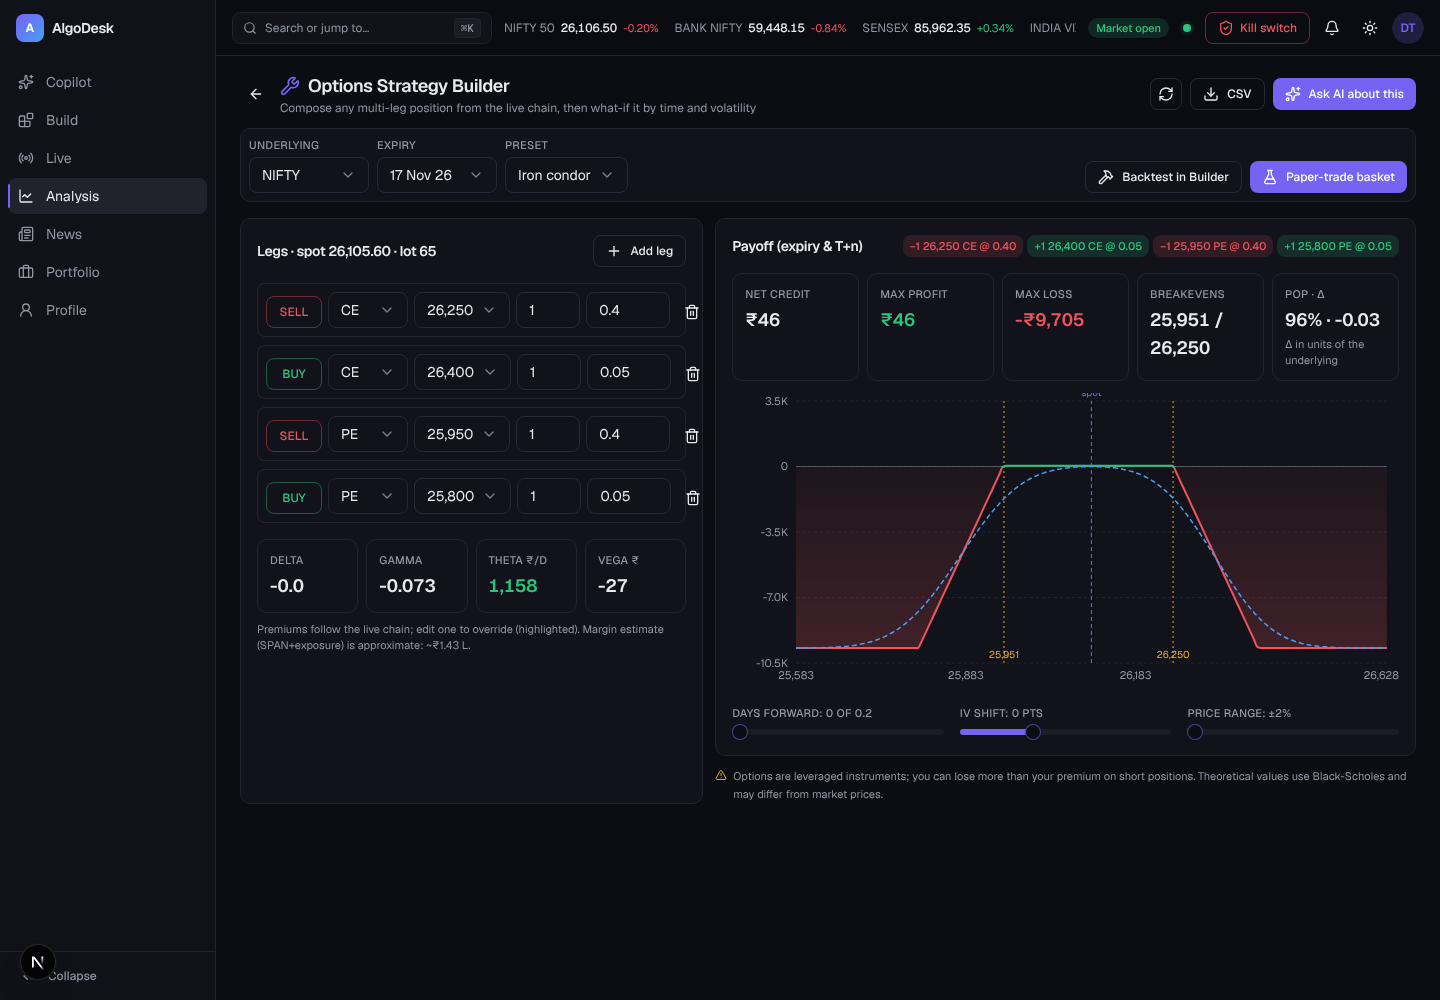 A AlgoDesk
Search or jump to... ⌘K
NIFTY 50 26,106.50 -0.20% BANK NIFTY 59,448.15 -0.84% SENSEX 85,962.35 +0.34% INDIA VI
Market open
Kill switch
DT
Copilot
Build
Live
Analysis
News
Portfolio
Profile
Collapse
N
Options Strategy Builder
Compose any multi-leg position from the live chain, then what-if it by time and volatility
CSV
Ask AI about this
UNDERLYING EXPIRY PRESET
NIFTY 17 Nov 26 Iron condor
Backtest in Builder
Paper-trade basket
Legs · spot 26,105.60 · lot 65
Add leg
SELL CE 26,250 1 0.4
BUY CE 26,400 1 0.05
SELL PE 25,950 1 0.4
BUY PE 25,800 1 0.05
DELTA GAMMA THETA ₹/D VEGA ₹
-0.0 -0.073 1,158 -27
Premiums follow the live chain; edit one to override (highlighted). Margin estimate
(SPAN+exposure) is approximate: ~₹1.43 L.
Payoff (expiry & T+n)
−1 26,250 CE @ 0.40 +1 26,400 CE @ 0.05 −1 25,950 PE @ 0.40 +1 25,800 PE @ 0.05
NET CREDIT MAX PROFIT MAX LOSS BREAKEVENS POP · Δ
₹46 ₹46 -₹9,705 25,951 / 96% · -0.03
26,250
Δ in units of the
underlying
spot
3.5K
0
-3.5K
-7.0K
-10.5K
25,951 26,250
25,583 25,883 26,183 26,628
DAYS FORWARD: 0 OF 0.2 IV SHIFT: 0 PTS PRICE RANGE: ±2%
Options are leveraged instruments; you can lose more than your premium on short positions. Theoretical values use Black-Scholes and
may differ from market prices.